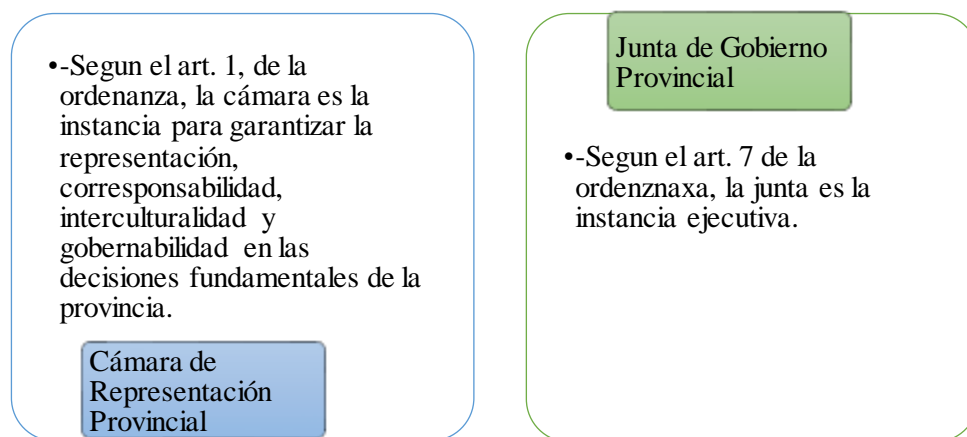 •-Segun el art. 1, de la
ordenanza, la cámara es la
instancia para garantizar la
representación,
corresponsabilidad,
interculturalidad y
gobernabilidad en las
decisiones fundamentales de la
provincia.
Cámara de
Representación
Provincial
Junta de Gobierno
Provincial
•-Segun el art. 7 de la
ordenznaxa, la junta es la
instancia ejecutiva.